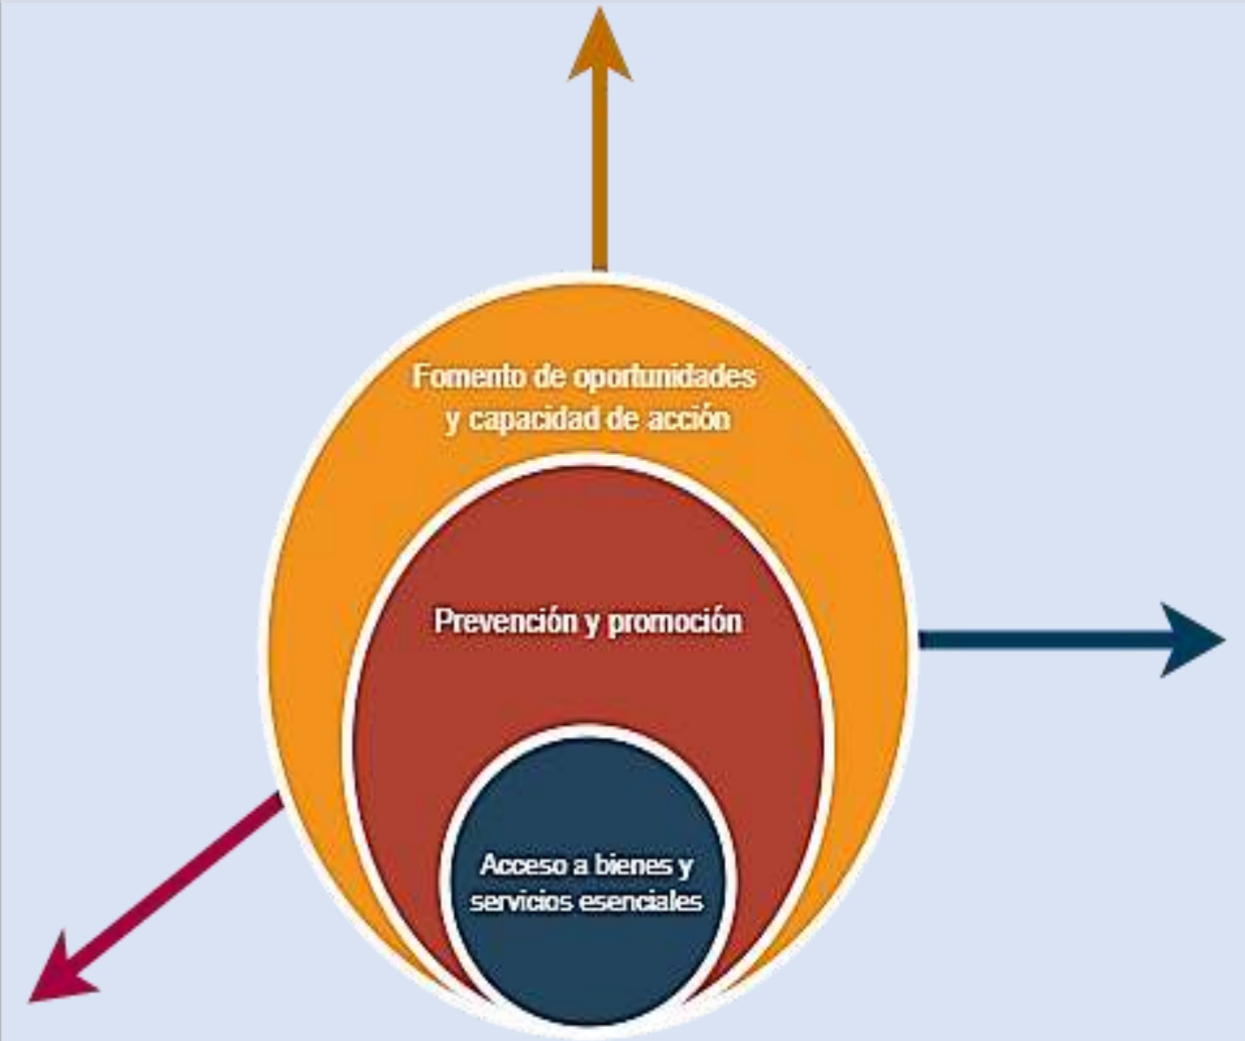 Fomento de oportunidades
y capacidad de acción
Prevención y promoción
Acceso a bienes y
servicios esenciales